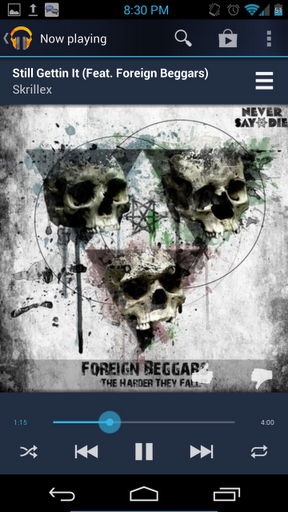 8:30 PM
Now playing
Still Gettin It (Feat. Foreign Beggars)
Skrillex
NEVER
SAY DIE
FOREIGN BEGGARS
THE HARDER THEY FALL
1:15
4:00